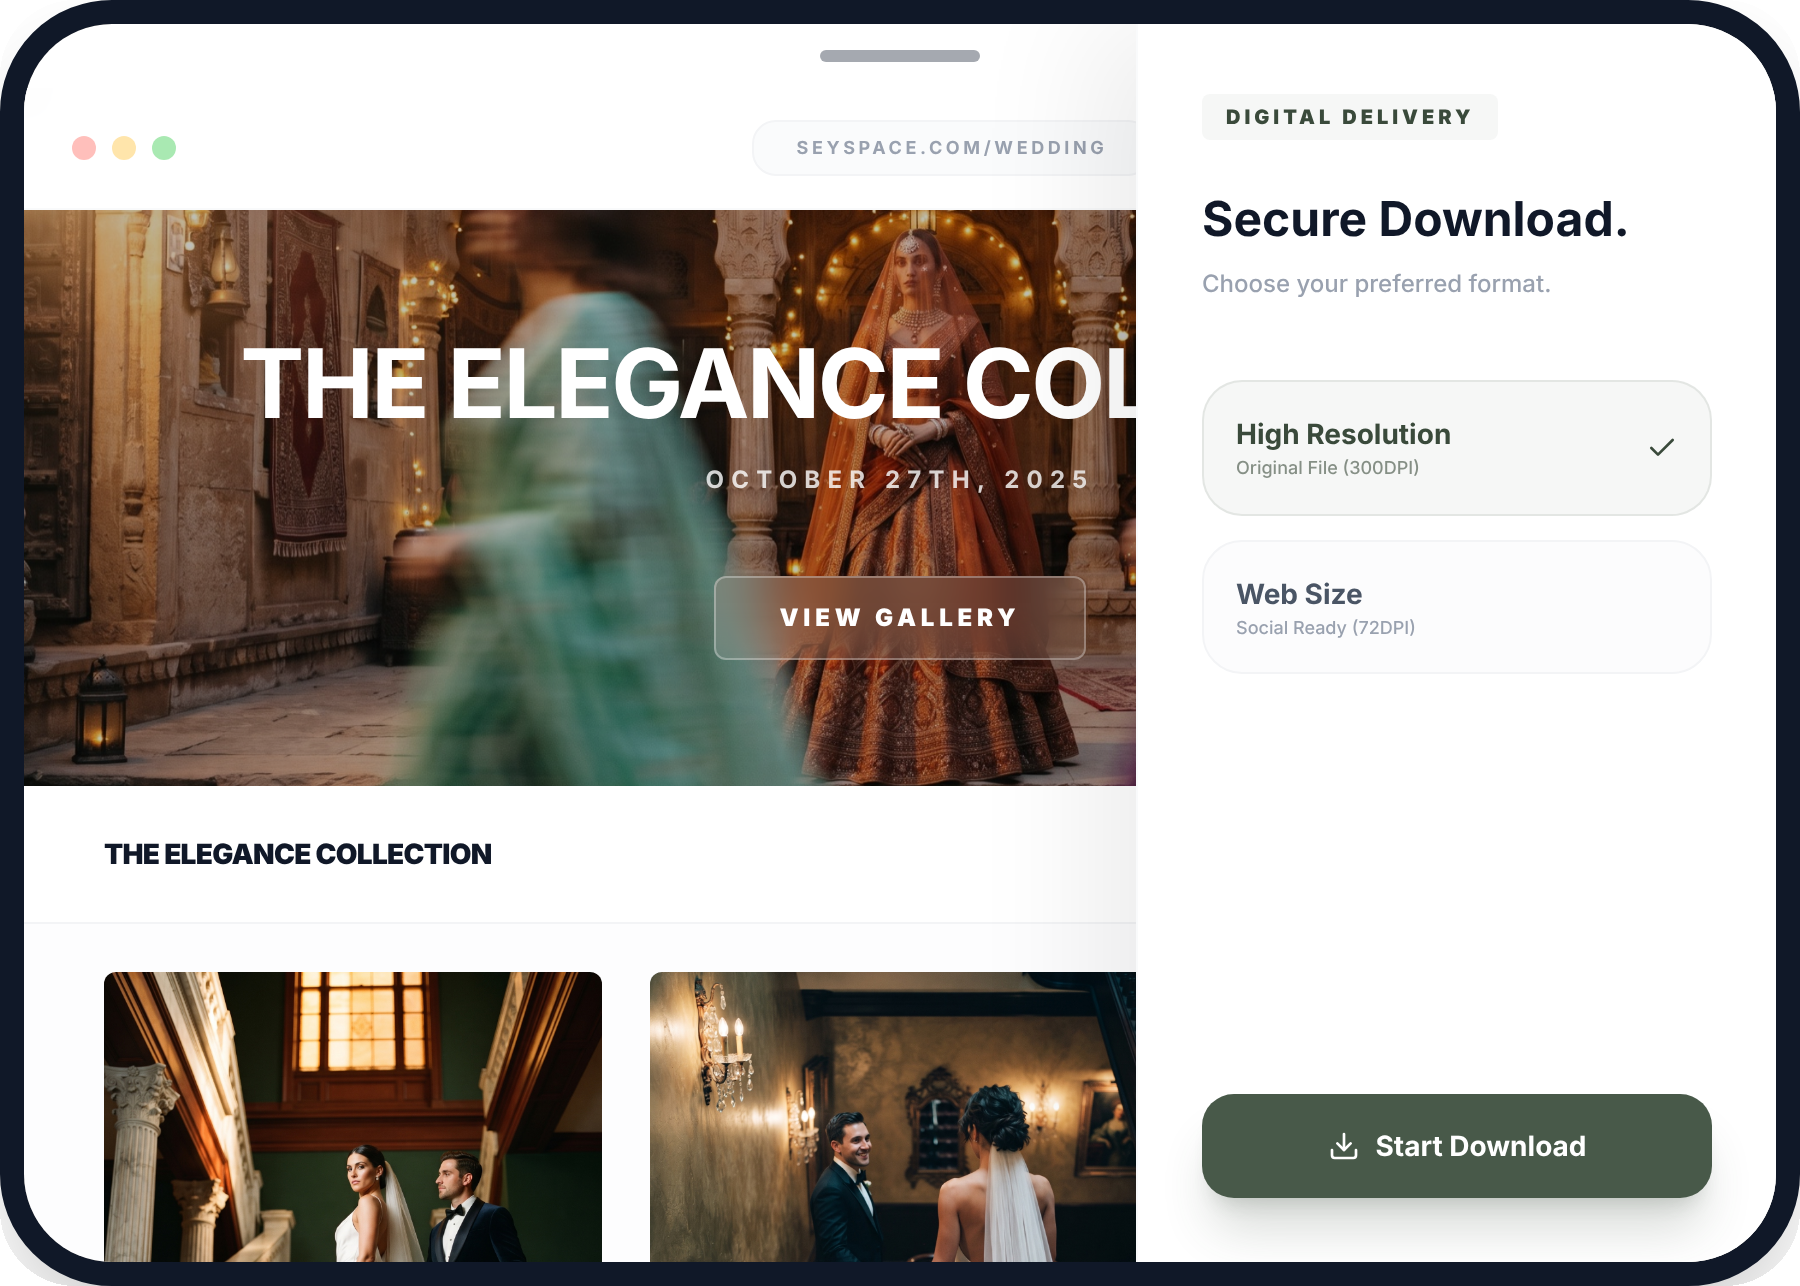 SEYSPACE.COM/WEDDING
THE ELEGANCE COL
OCTOBER 27TH, 2025
VIEW GALLERY
THE ELEGANCE COLLECTION
DIGITAL DELIVERY
Secure Download.
Choose your preferred format.
High Resolution
Original File (300DPI)
Web Size
Social Ready (72DPI)
Start Download